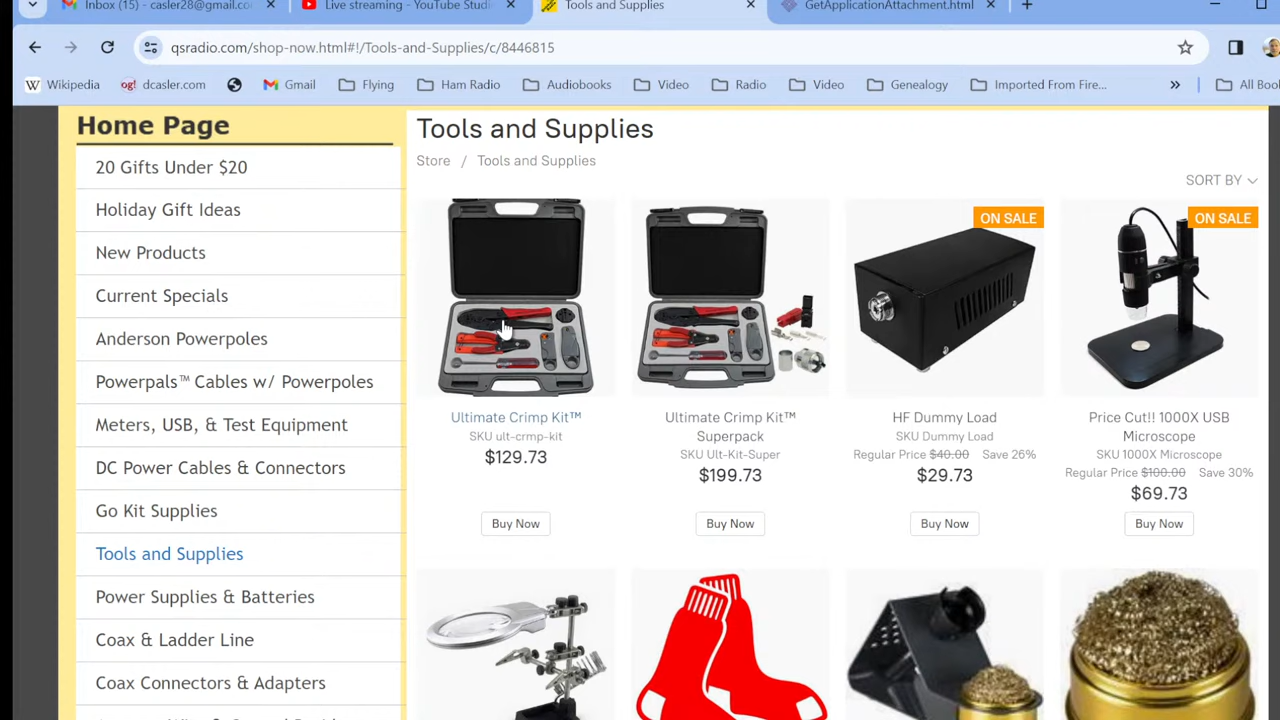 Inbox (15) - casler28@gmail.co
Live streaming - YouTube Studi
Tools and Supplies
GetApplicationAttachment.html
qsradio.com/shop-now.html#!/Tools-and-Supplies/c/8446815
W Wikipedia og! dcasler.com Gmail Flying Ham Radio Audiobooks Video Radio Video Genealogy Imported From Fire... » All Boo
Home Page
20 Gifts Under $20
Holiday Gift Ideas
New Products
Current Specials
Anderson Powerpoles
Powerpals™ Cables w/ Powerpoles
Meters, USB, & Test Equipment
DC Power Cables & Connectors
Go Kit Supplies
Tools and Supplies
Power Supplies & Batteries
Coax & Ladder Line
Coax Connectors & Adapters
Tools and Supplies
Store / Tools and Supplies
SORT BY
Ultimate Crimp Kit™
SKU ult-crmp-kit
$129.73
Buy Now
Ultimate Crimp Kit™
Superpack
SKU Ult-Kit-Super
$199.73
Buy Now
ON SALE
HF Dummy Load
SKU Dummy Load
Regular Price $40.00 Save 26%
$29.73
Buy Now
ON SALE
Price Cut!! 1000X USB
Microscope
SKU 1000X Microscope
Regular Price $100.00 Save 30%
$69.73
Buy Now